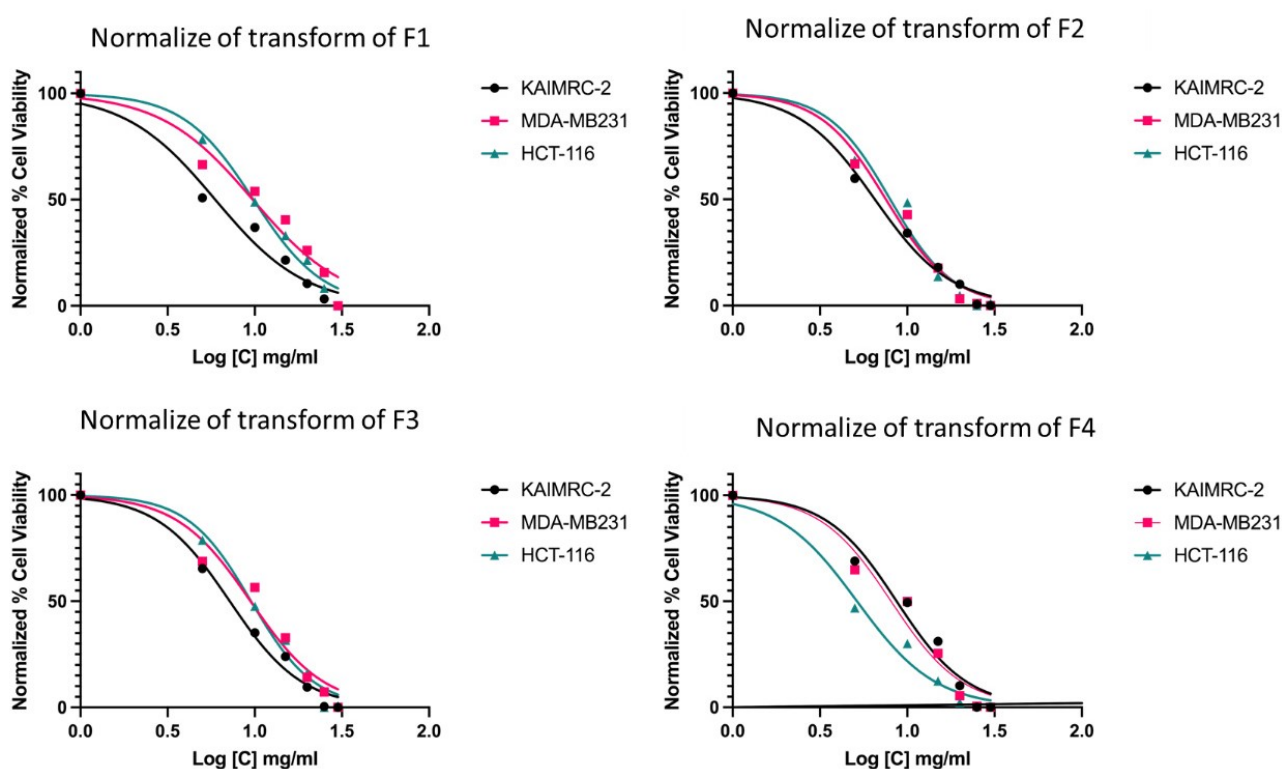 Normalize of transform of F1
Normalized % Cell Viability
100
50
0
0.0 0.5 1.0 1.5 2.0
Log [C] mg/ml
KAIMRC-2
MDA-MB231
HCT-116
Normalize of transform of F2
Normalized % Cell Viability
100
50
0
0.0 0.5 1.0 1.5 2.0
Log [C] mg/ml
KAIMRC-2
MDA-MB231
HCT-116
Normalize of transform of F3
Normalized % Cell Viability
100
50
0
0.0 0.5 1.0 1.5 2.0
Log [C] mg/ml
KAIMRC-2
MDA-MB231
HCT-116
Normalize of transform of F4
Normalized % Cell Viability
100
50
0
0.0 0.5 1.0 1.5 2.0
Log [C] mg/ml
KAIMRC-2
MDA-MB231
HCT-116